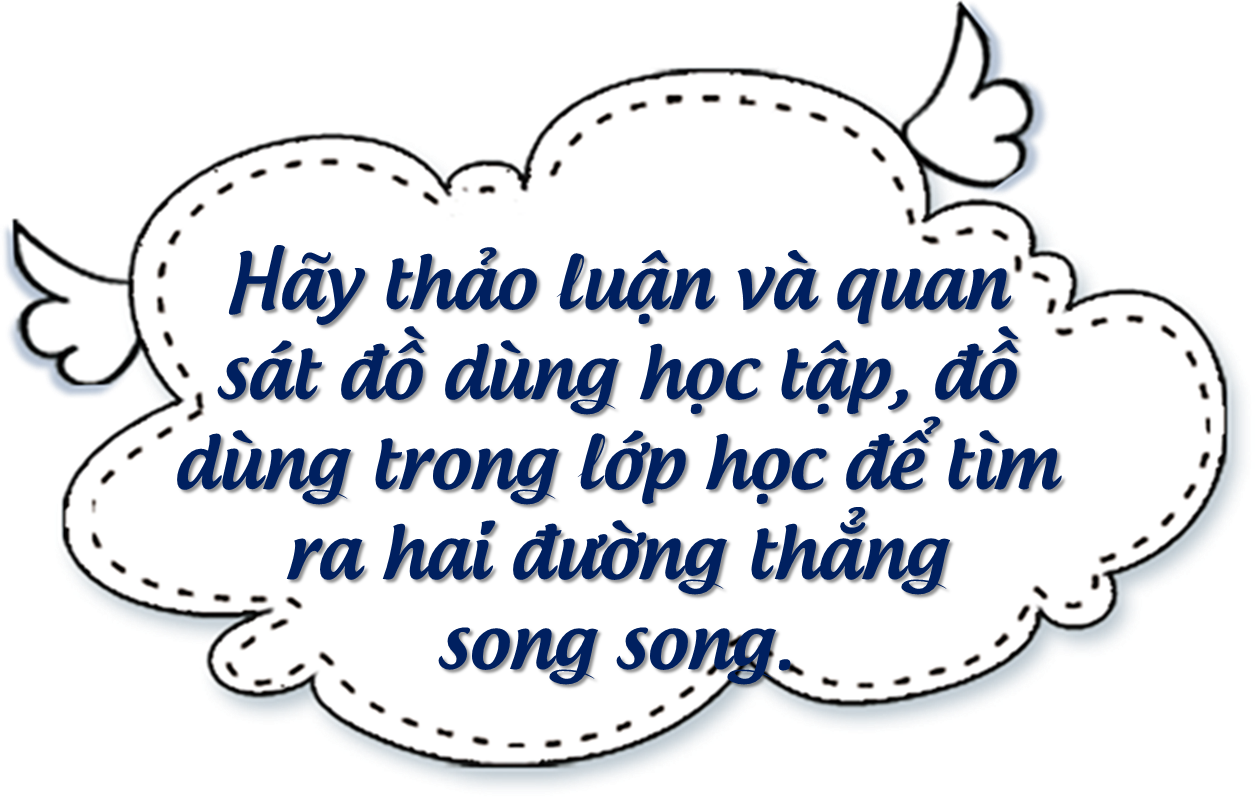 Hãy thảo luận và quan
sát đồ dùng học tập, đồ
dùng trong lớp học để tìm
ra hai đường thẳng
song song.